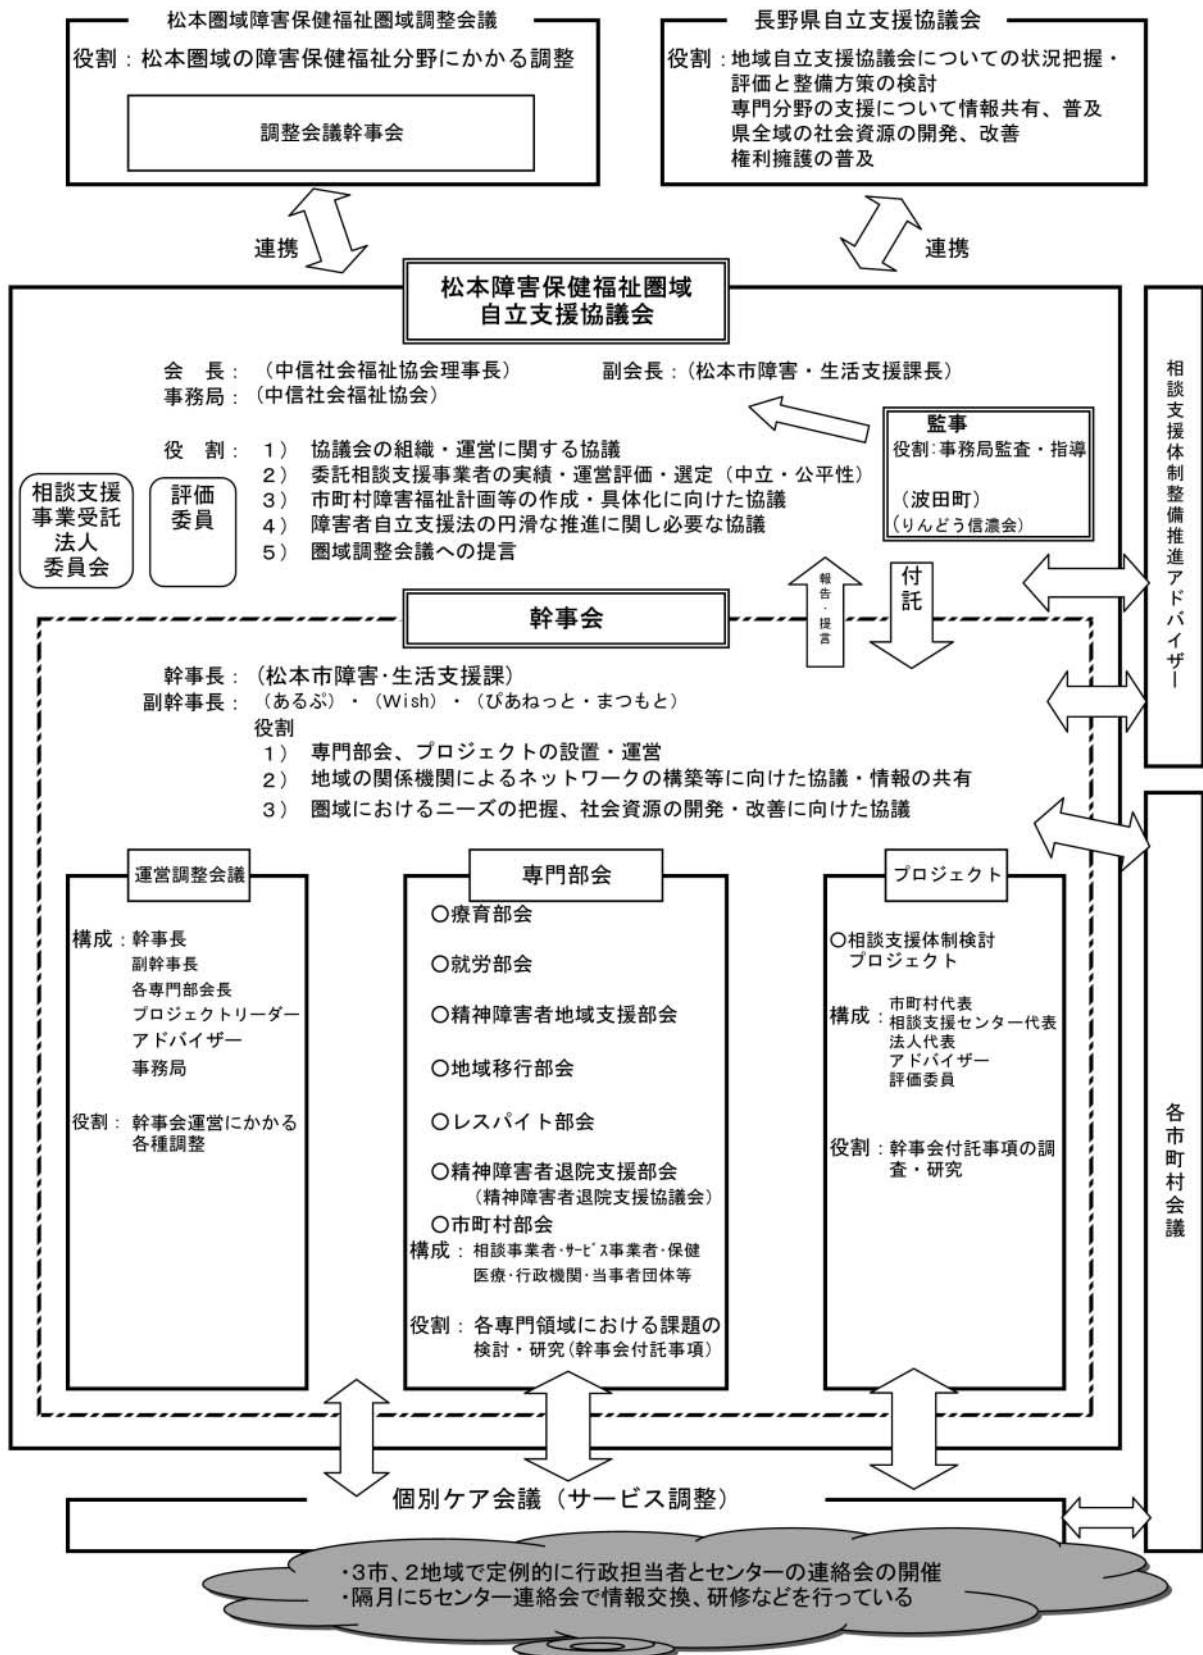 松本圏域障害保健福祉圏域調整会議
役割：松本圏域の障害保健福祉分野にかかる調整
調整会議幹事会
長野県自立支援協議会
役割：地域自立支援協議会についての状況把握・
評価と整備方策の検討
専門分野の支援について情報共有、普及
県全域の社会資源の開発、改善
権利擁護の普及
連携
連携
松本障害保健福祉圏域
自立支援協議会
会　長：（中信社会福祉協会理事長）
副会長：（松本市障害・生活支援課長）
事務局：（中信社会福祉協会）
監事
役割：事務局監査・指導
（波田町）
（りんどう信濃会）
役　割：１）　協議会の組織・運営に関する協議
２）　委託相談支援事業者の実績・運営評価・選定（中立・公平性）
３）　市町村障害福祉計画等の作成・具体化に向けた協議
４）　障害者自立支援法の円滑な推進に関し必要な協議
５）　圏域調整会議への提言
相談支援
事業受託
法人
委員会
評価
委員
報告・提言
付託
相談支援体制整備推進アドバイザー
幹事会
幹事長：（松本市障害・生活支援課）
副幹事長：（あるぷ）・（Wish）・（ぴあねっと・まつもと）
役割
１）　専門部会、プロジェクトの設置・運営
２）　地域の関係機関によるネットワークの構築等に向けた協議・情報の共有
３）　圏域におけるニーズの把握、社会資源の開発・改善に向けた協議
運営調整会議
構成：幹事長
副幹事長
各専門部会長
プロジェクトリーダー
アドバイザー
事務局
役割：幹事会運営にかかる
各種調整
専門部会
○療育部会
○就労部会
○精神障害者地域支援部会
○地域移行部会
○レスパイト部会
○精神障害者退院支援部会
（精神障害者退院支援協議会）
○市町村部会
構成：相談事業者・ｻｰﾋﾞｽ事業者・保健
医療・行政機関・当事者団体等
役割：各専門領域における課題の
検討・研究（幹事会付託事項）
プロジェクト
○相談支援体制検討
プロジェクト
構成：市町村代表
相談支援センター代表
法人代表
アドバイザー
評価委員
役割：幹事会付託事項の調
査・研究
各市町村会議
個別ケア会議（サービス調整）
・３市、２地域で定例的に行政担当者とセンターの連絡会の開催
・隔月に５センター連絡会で情報交換、研修などを行っている